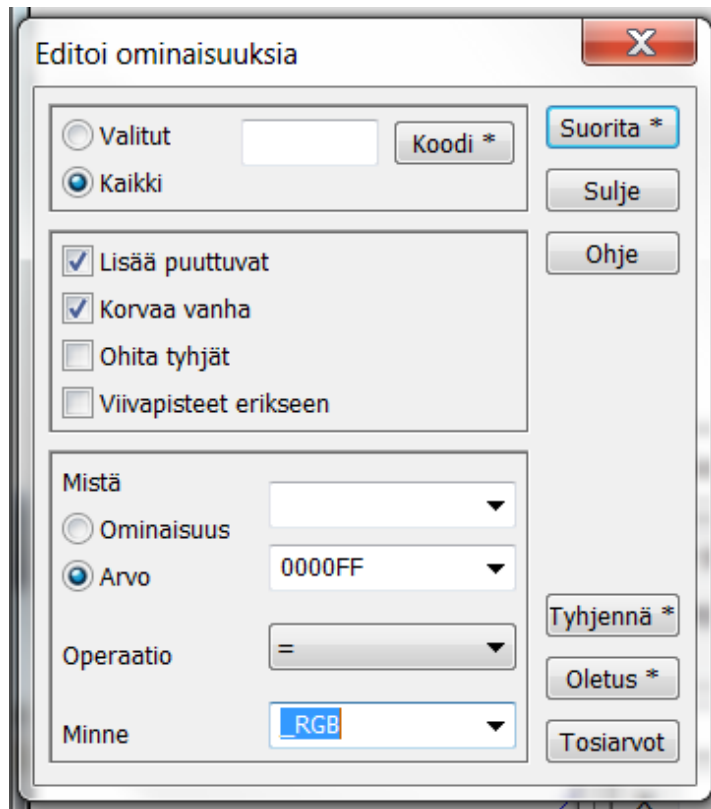 Editoi ominaisuuksia
Valitut
Koodi *
Suorita *
Kaikki
Sulje
Lisää puuttuvat
Ohje
Korvaa vanha
Ohita tyhjät
Viivapisteet erikseen
Mistä
Ominaisuus
Arvo
0000FF
Tyhjennä *
Operaatio
=
Oletus *
Minne
_RGB
Tosiarvot